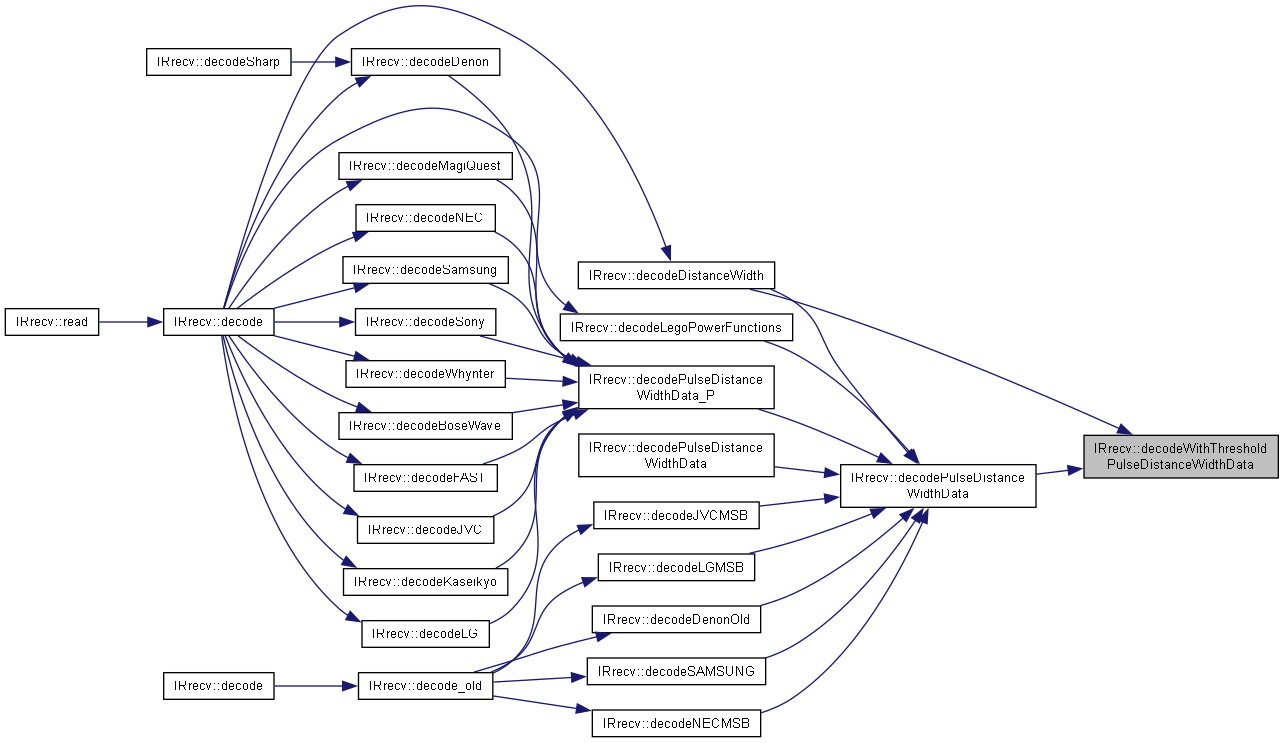 IRrecv::decodeSharp
IRrecv::decodeDenon
IRrecv::decodeMagiQuest
IRrecv::decodeNEC
IRrecv::decodeSamsung
IRrecv::decodeDistanceWidth
IRrecv::read
IRrecv::decode
IRrecv::decodeSony
IRrecv::decodeLegoPowerFunctions
IRrecv::decodeWhynter
IRrecv::decodePulseDistance
WidthData_P
IRrecv::decodeBoseWave
IRrecv::decodePulseDistance
WidthData
IRrecv::decodeWithThreshold
PulseDistanceWidthData
IRrecv::decodeFAST
IRrecv::decodePulseDistance
WidthData
IRrecv::decodeJVC
IRrecv::decodeJVCMSB
IRrecv::decodeKaseikyo
IRrecv::decodeLGMSB
IRrecv::decodeLG
IRrecv::decodeDenonOld
IRrecv::decode
IRrecv::decode_old
IRrecv::decodeSAMSUNG
IRrecv::decodeNECMSB